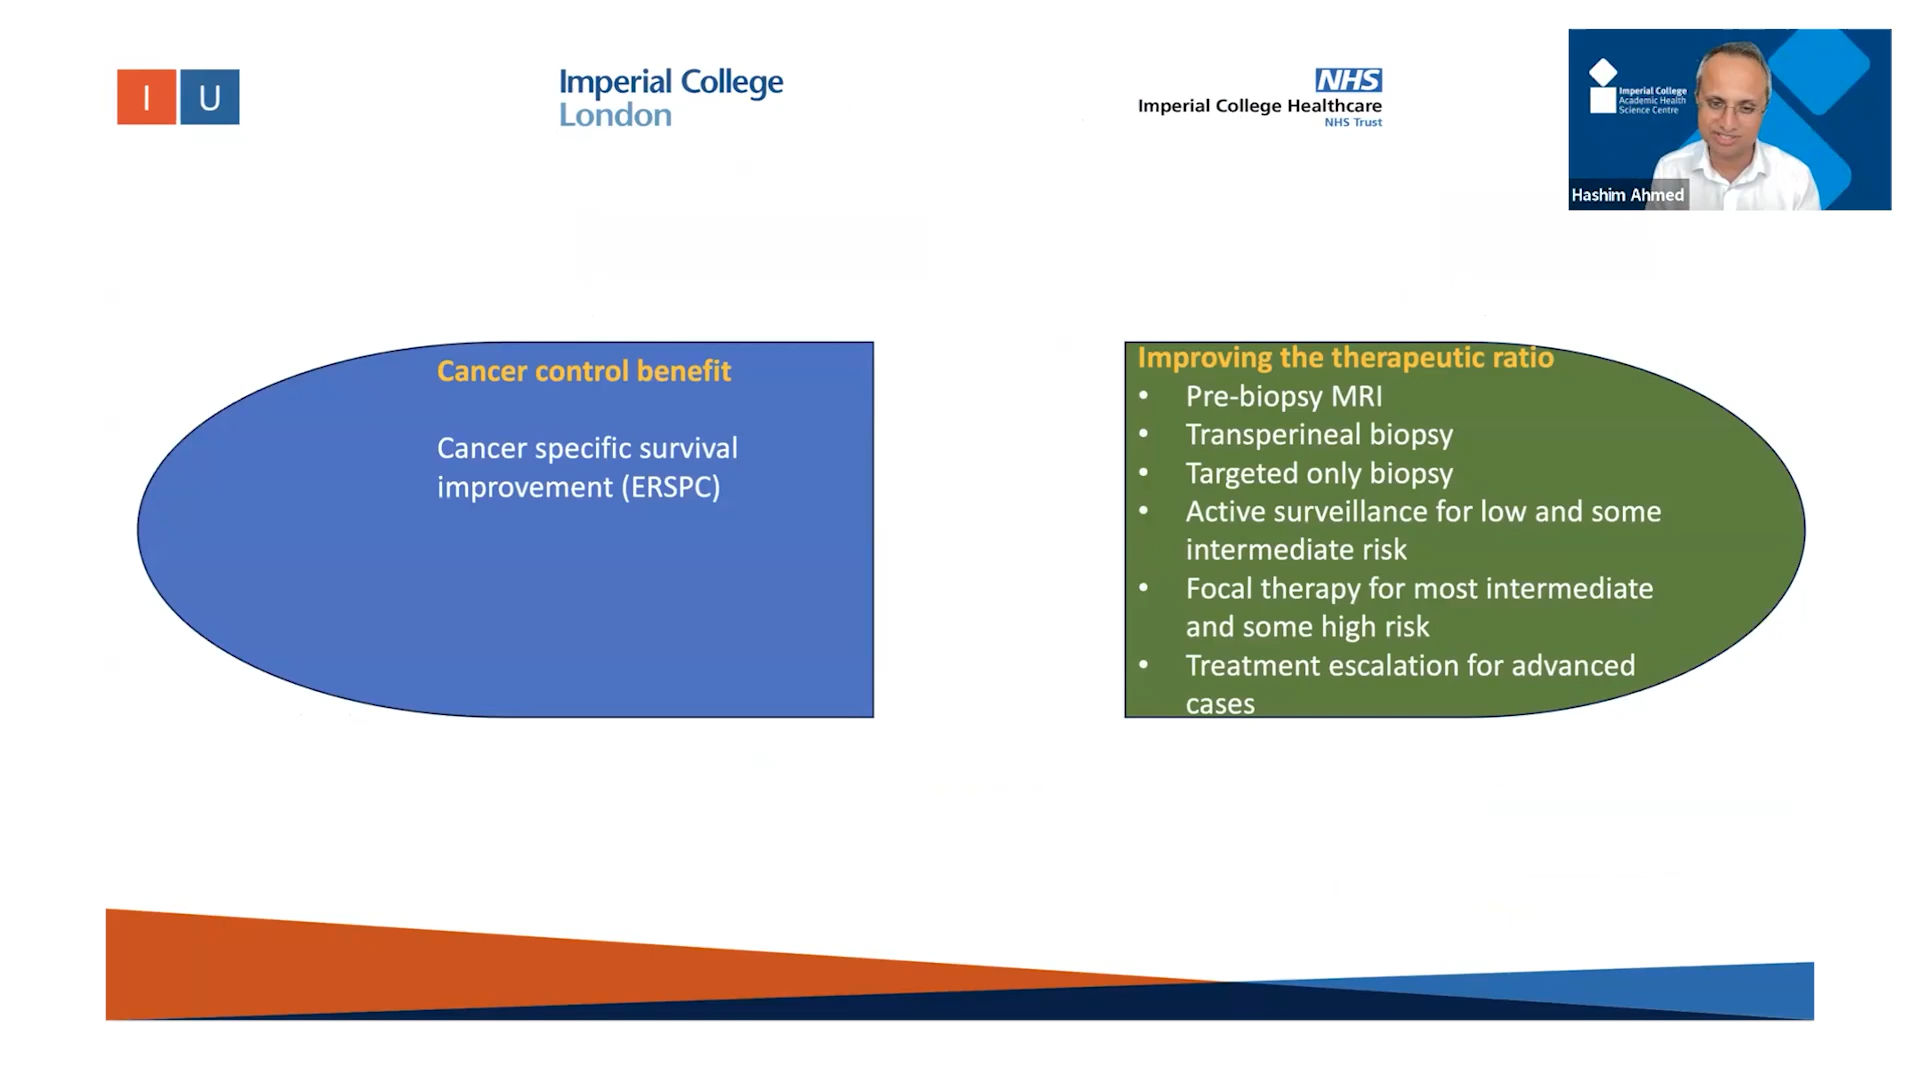 I U
Imperial College
London
NHS
Imperial College Healthcare
NHS Trust
Imperial College
Academic Health
Science Centre
Hashim Ahmed
Cancer control benefit
Cancer specific survival
improvement (ERSPC)
Improving the therapeutic ratio
• Pre-biopsy MRI
• Transperineal biopsy
• Targeted only biopsy
• Active surveillance for low and some
intermediate risk
• Focal therapy for most intermediate
and some high risk
• Treatment escalation for advanced
cases